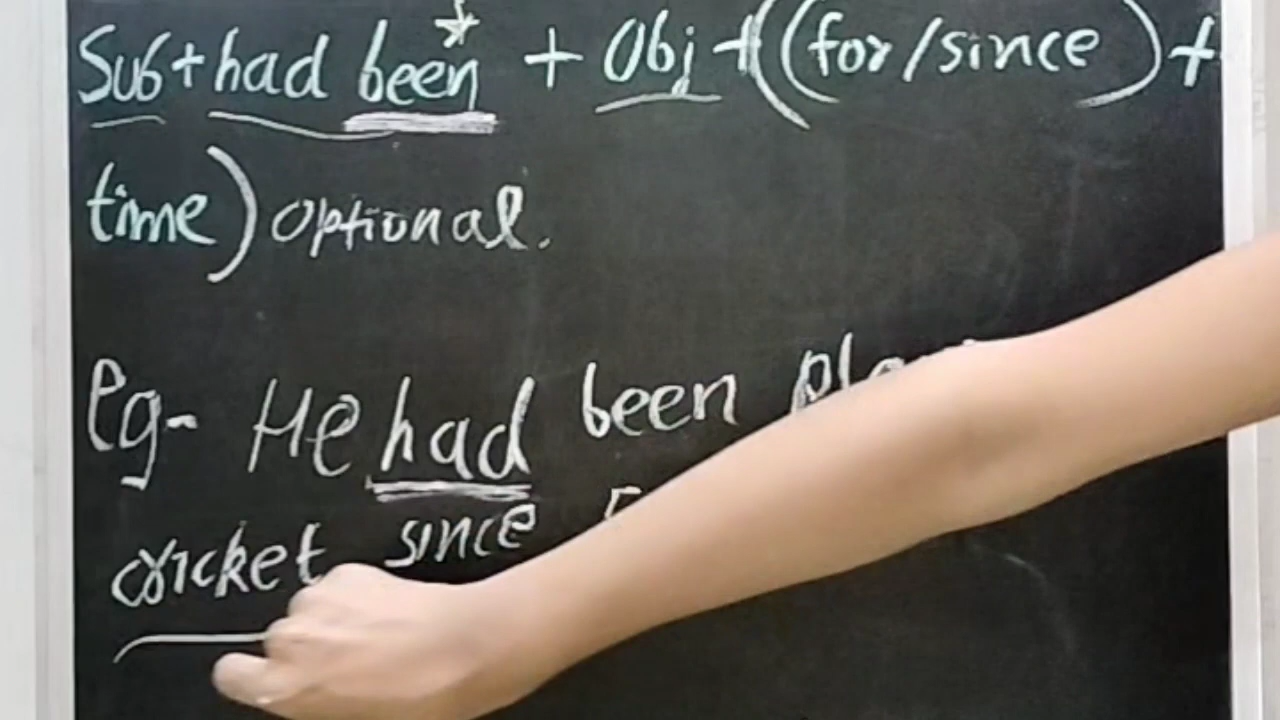 Sub+had been* + Obj + ((for/since) +
time) optional.
eg- He had been
cricket since